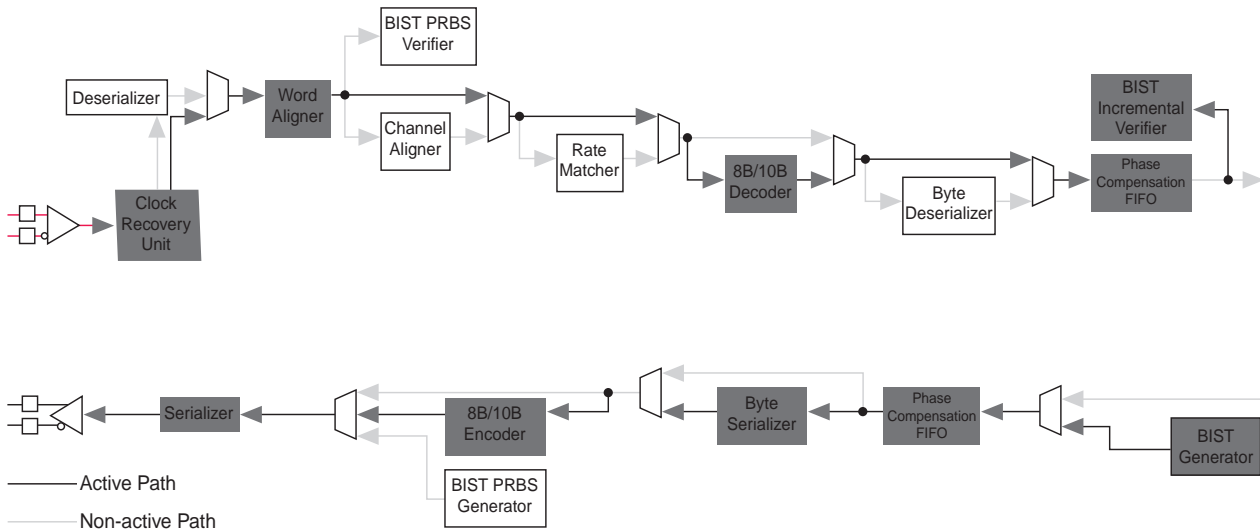 BIST PRBS
Verifier
Deserializer
Word
Aligner
BIST
Incremental
Verifier
Channel
Aligner
Rate
Matcher
8B/10B
Decoder
Byte
Deserializer
Phase
Compensation
FIFO
Clock
Recovery
Unit
Serializer
8B/10B
Encoder
Byte
Serializer
Phase
Compensation
FIFO
BIST
Generator
BIST PRBS
Generator
Active Path
Non-active Path